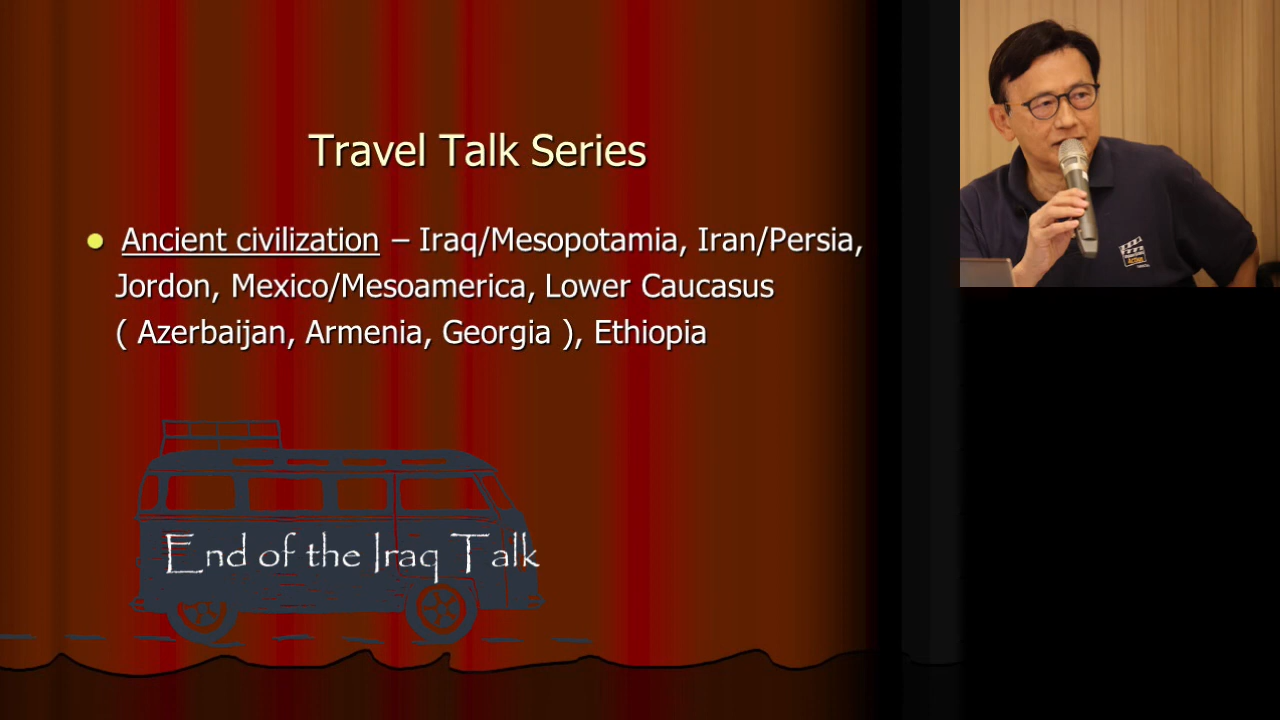 Travel Talk Series
Ancient civilization – Iraq/Mesopotamia, Iran/Persia,
Jordon, Mexico/Mesoamerica, Lower Caucasus
( Azerbaijan, Armenia, Georgia ), Ethiopia
End of the Iraq Talk
Action